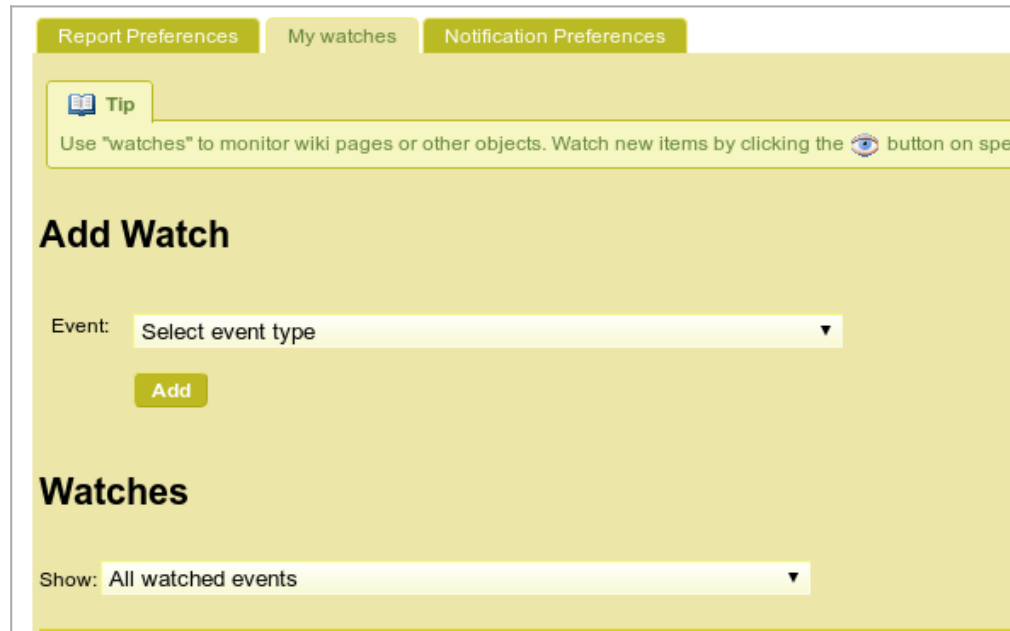 Report Preferences My watches Notification Preferences
Tip
Use "watches" to monitor wiki pages or other objects. Watch new items by clicking the button on
Add Watch
Event: Select event type
Add
Watches
Show: All watched events